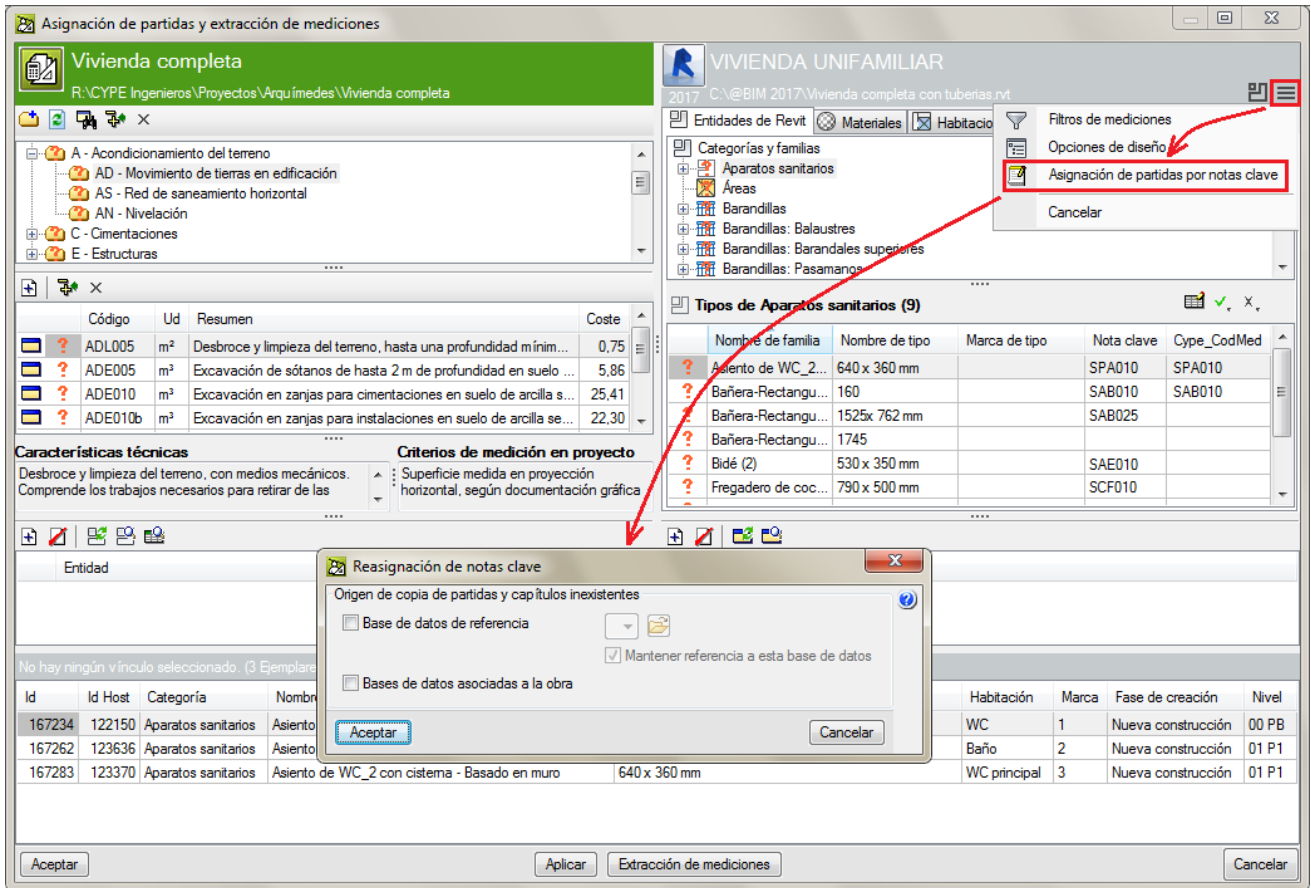 Asignación de partidas y extracción de mediciones
Vivienda completa
R:\CYPE Ingenieros\Proyectos\Arquímedes\Vivienda completa
A - Acondicionamiento del terreno
AD - Movimiento de tierras en edificación
AS - Red de saneamiento horizontal
AN - Nivelación
C - Cimentaciones
E - Estructuras
Código Ud Resumen Coste
? ADL005 m² Desbroce y limpieza del terreno, hasta una profundidad mínim... 0,75
? ADE005 m³ Excavación de sótanos de hasta 2 m de profundidad en suelo ... 5,86
? ADE010 m³ Excavación en zanjas para cimentaciones en suelo de arcilla s... 25,41
? ADE010b m³ Excavación en zanjas para instalaciones en suelo de arcilla se... 22,30
Características técnicas
Desbroce y limpieza del terreno, con medios mecánicos.
Comprende los trabajos necesarios para retirar de las
Criterios de medición en proyecto
Superficie medida en proyección
horizontal, según documentación gráfica
Entidad
VIVIENDA UNIFAMILIAR
2017 C:\@BIM 2017\Vivienda completa con tuberias.rvt
Entidades de Revit Materiales Habitacio
Filtros de mediciones
Opciones de diseño
Asignación de partidas por notas clave
Cancelar
Categorías y familias
Aparatos sanitarios
Áreas
Barandillas
Barandillas: Balaustres
Barandillas: Barandales superiores
Barandillas: Pasamanos
Tipos de Aparatos sanitarios (9)
Nombre de familia Nombre de tipo Marca de tipo Nota clave Cype_CodMed
? Asiento de WC_2... 640 x 360 mm SPA010 SPA010
? Bañera-Rectangu... 160 SAB010 SAB010
? Bañera-Rectangu... 1525x 762 mm SAB025
? Bañera-Rectangu... 1745
? Bidé (2) 530 x 350 mm SAE010
? Fregadero de coc... 790 x 500 mm SCF010
Reasignación de notas clave
Origen de copia de partidas y capítulos inexistentes
Base de datos de referencia
Mantener referencia a esta base de datos
Bases de datos asociadas a la obra
Aceptar Cancelar
No hay ningún vínculo seleccionado. (3 Ejemplare
Id Id Host Categoría Nombr Habitación Marca Fase de creación Nivel
167234 122150 Aparatos sanitarios Asiento WC 1 Nueva construcción 00 PB
167262 123636 Aparatos sanitarios Asiento Baño 2 Nueva construcción 01 P1
167283 123370 Aparatos sanitarios Asiento de WC_2 con cisterna - Basado en muro 640 x 360 mm WC principal 3 Nueva construcción 01 P1
Aceptar Aplicar Extracción de mediciones Cancelar